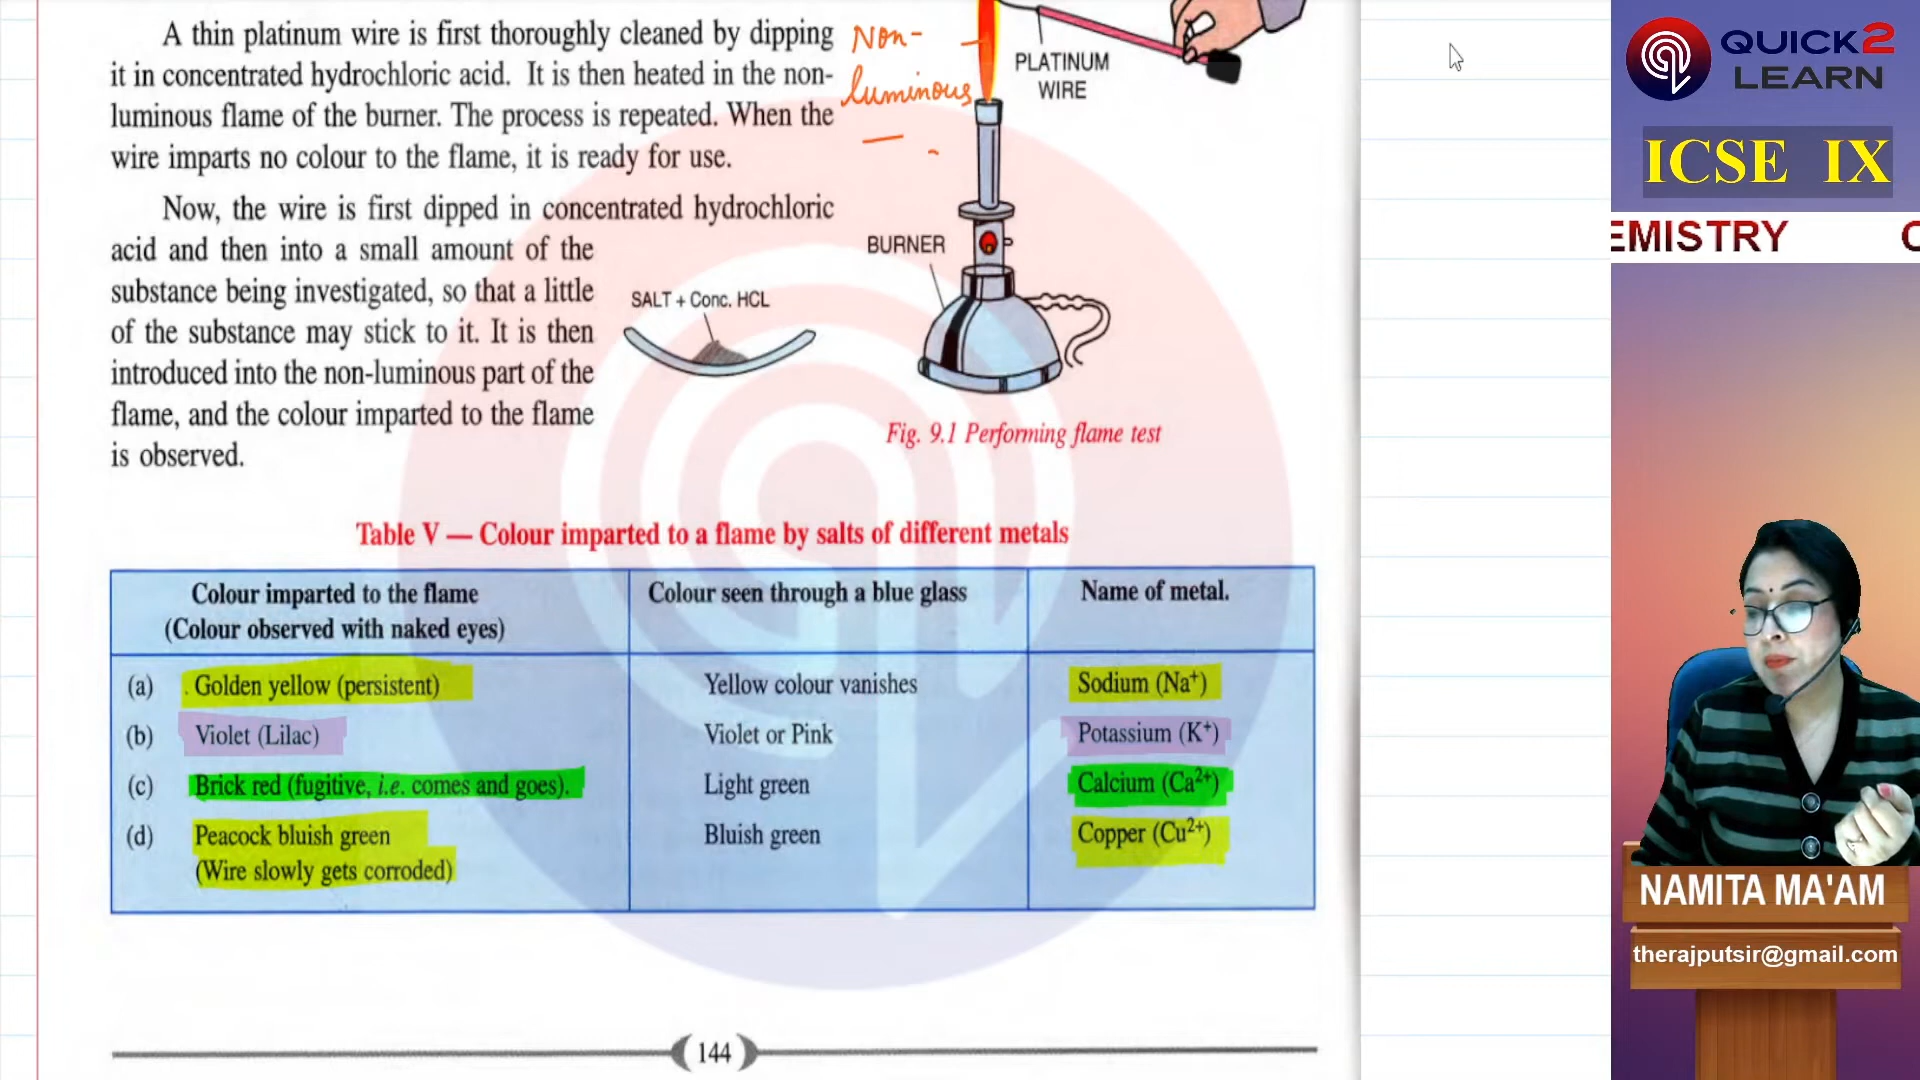 A thin platinum wire is first thoroughly cleaned by dipping
it in concentrated hydrochloric acid. It is then heated in the non-
luminous flame of the burner. The process is repeated. When the
wire imparts no colour to the flame, it is ready for use.
Non-
luminous
PLATINUM
WIRE
Now, the wire is first dipped in concentrated hydrochloric
acid and then into a small amount of the
substance being investigated, so that a little
of the substance may stick to it. It is then
introduced into the non-luminous part of the
flame, and the colour imparted to the flame
is observed.
BURNER
SALT + Conc. HCL
Fig. 9.1 Performing flame test
Table V — Colour imparted to a flame by salts of different metals
Colour imparted to the flame
(Colour observed with naked eyes)
Colour seen through a blue glass
Name of metal.
(a) Golden yellow (persistent) Yellow colour vanishes Sodium (Na⁺)
(b) Violet (Lilac) Violet or Pink Potassium (K⁺)
(c) Brick red (fugitive, i.e. comes and goes). Light green Calcium (Ca²⁺)
(d) Peacock bluish green Bluish green Copper (Cu²⁺)
(Wire slowly gets corroded)
144
QUICK2
LEARN
ICSE IX
EMISTRY C
NAMITA MA'AM
therajputsir@gmail.com